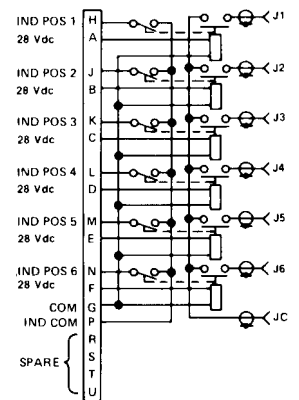 IND POS 1 H J1
28 Vdc A
IND POS 2 J J2
28 Vdc B
IND POS 3 K J3
28 Vdc C
IND POS 4 L J4
28 Vdc D
IND POS 5 M J5
28 Vdc E
IND POS 6 N J6
28 Vdc F
COM G
IND COM P JC
R
SPARE S
T
U